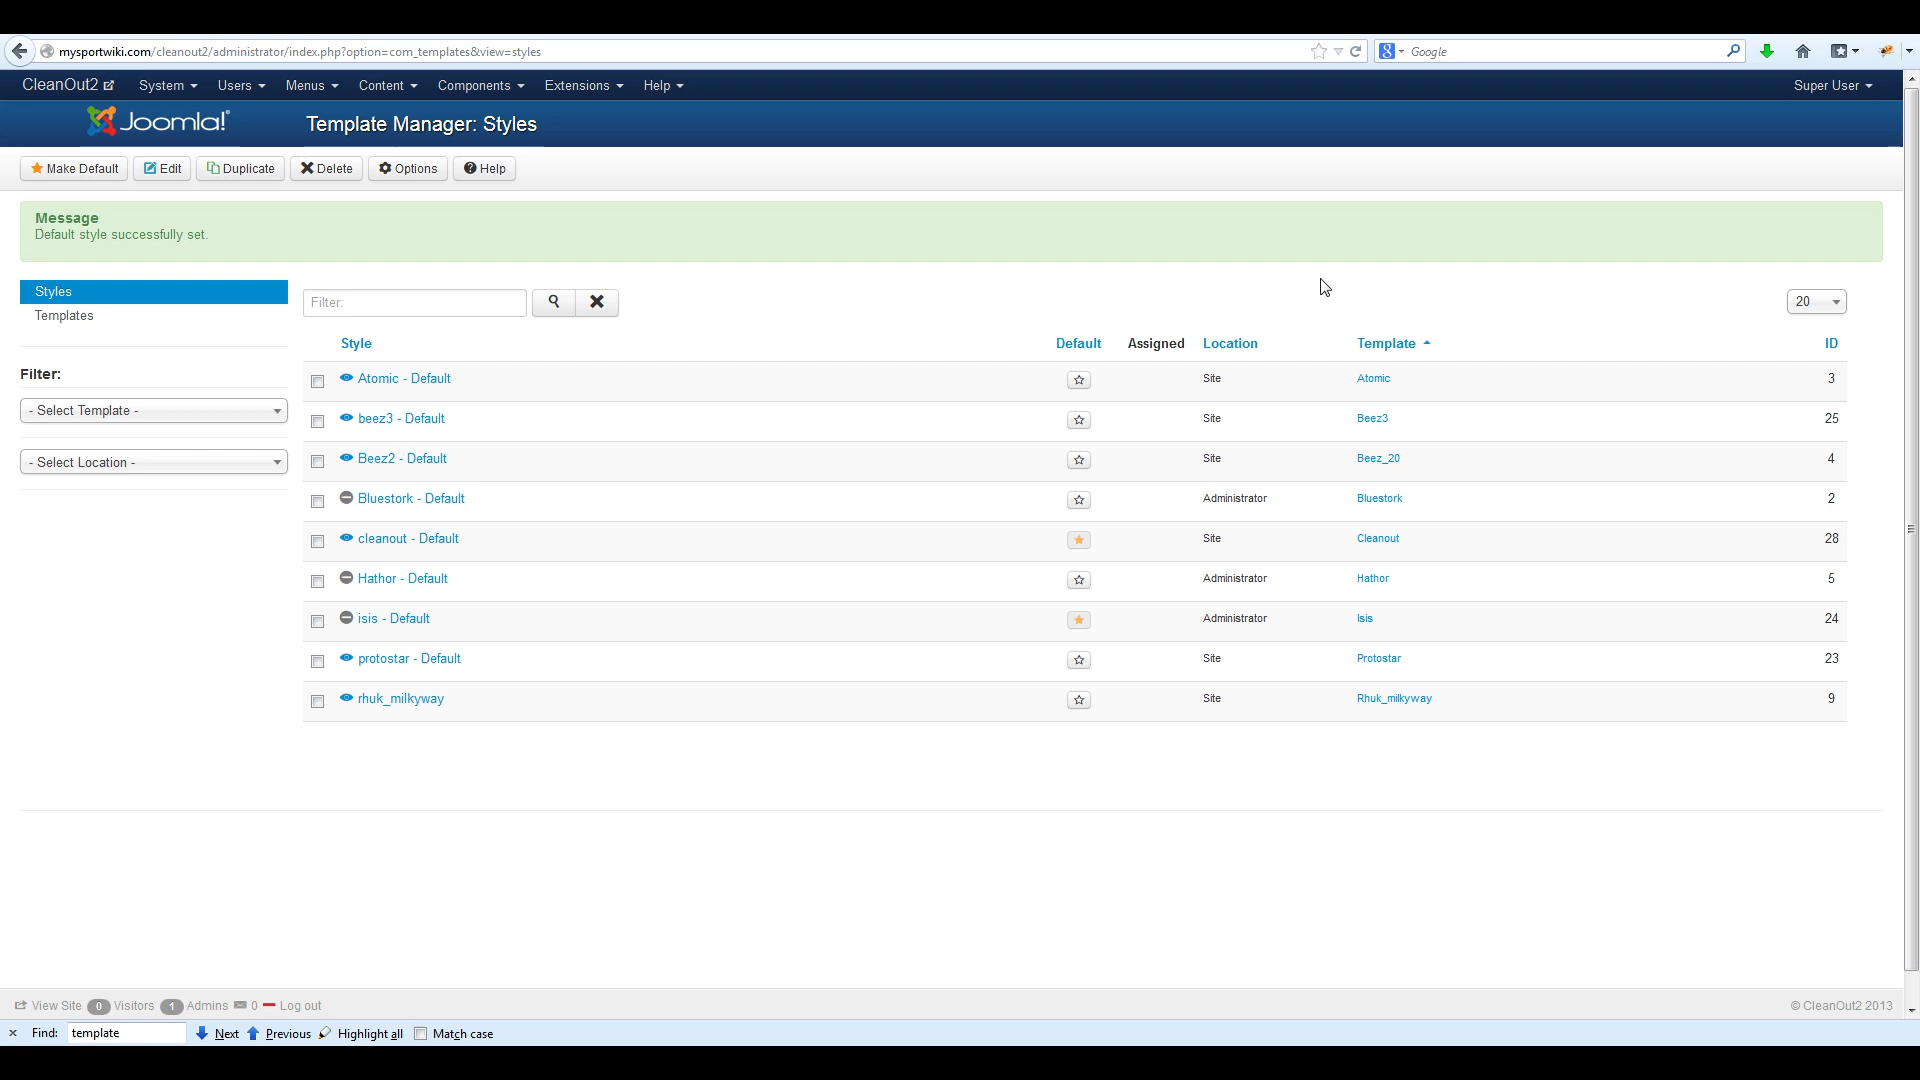 mysportwiki.com/cleanout2/administrator/index.php?option=com_templates&view=styles
Google
CleanOut2 System Users Menus Content Components Extensions Help Super User
Joomla! Template Manager: Styles
Make Default Edit Duplicate Delete Options Help
Message
Default style successfully set.
Styles
Templates
Filter:
- Select Template -
- Select Location -
Filter: 20
Style Default Assigned Location Template ID
Atomic - Default Site Atomic 3
beez3 - Default Site Beez3 25
Beez2 - Default Site Beez_20 4
Bluestork - Default Administrator Bluestork 2
cleanout - Default Site Cleanout 28
Hathor - Default Administrator Hathor 5
isis - Default Administrator Isis 24
protostar - Default Site Protostar 23
rhuk_milkyway Site Rhuk_milkyway 9
View Site 0 Visitors 1 Admins 0 Log out © CleanOut2 2013
Find: template Next Previous Highlight all Match case